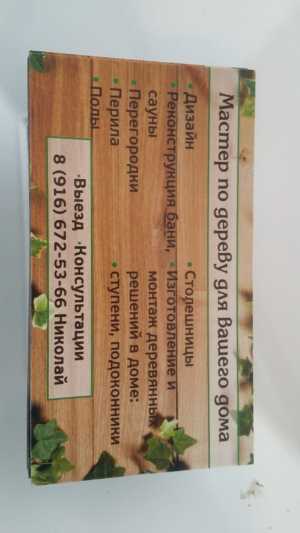 Мастер по дереву для вашего дома
• Дизайн
• Реконструкция бани,
сауны
• Перегородки
• Перила
• Полы
• Столешницы
• Изготовление и
монтаж деревянных
решений в доме:
• ступени, подоконники
·Выезд ·Консультации
8 (916) 672-53-66 Николай